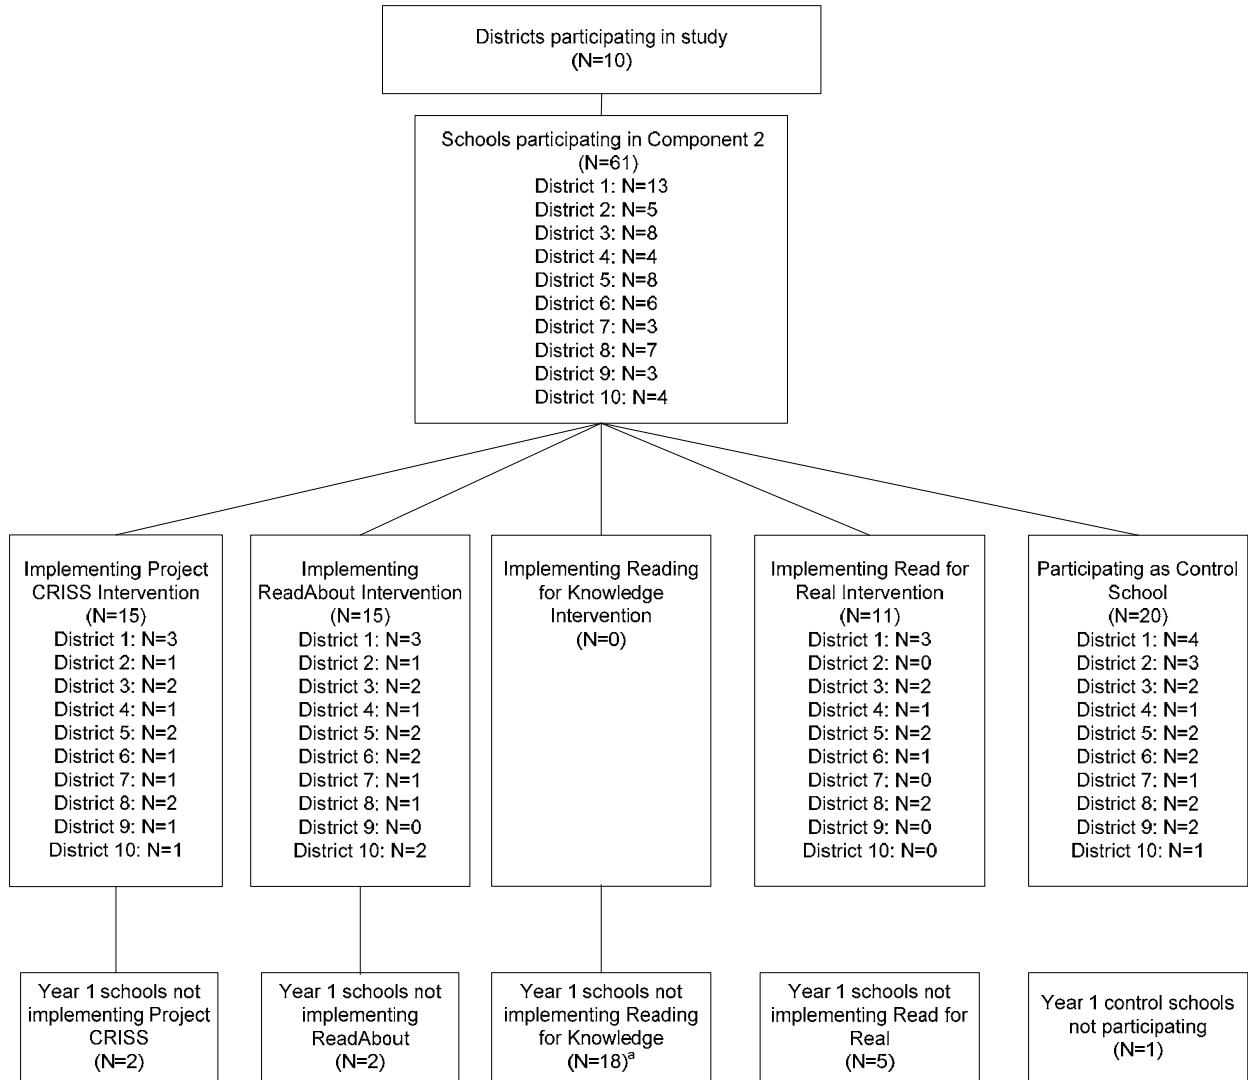 Districts participating in study
(N=10)
Schools participating in Component 2
(N=61)
District 1: N=13
District 2: N=5
District 3: N=8
District 4: N=4
District 5: N=8
District 6: N=6
District 7: N=3
District 8: N=7
District 9: N=3
District 10: N=4
Implementing Project
CRISS Intervention
(N=15)
District 1: N=3
District 2: N=1
District 3: N=2
District 4: N=1
District 5: N=2
District 6: N=1
District 7: N=1
District 8: N=2
District 9: N=1
District 10: N=1
Implementing
ReadAbout Intervention
(N=15)
District 1: N=3
District 2: N=1
District 3: N=2
District 4: N=1
District 5: N=2
District 6: N=2
District 7: N=1
District 8: N=1
District 9: N=0
District 10: N=2
Implementing Reading
for Knowledge
Intervention
(N=0)
Implementing Read for
Real Intervention
(N=11)
District 1: N=3
District 2: N=0
District 3: N=2
District 4: N=1
District 5: N=2
District 6: N=1
District 7: N=0
District 8: N=2
District 9: N=0
District 10: N=0
Participating as Control
School
(N=20)
District 1: N=4
District 2: N=3
District 3: N=2
District 4: N=1
District 5: N=2
District 6: N=2
District 7: N=1
District 8: N=2
District 9: N=2
District 10: N=1
Year 1 schools not
implementing Project
CRISS
(N=2)
Year 1 schools not
implementing
ReadAbout
(N=2)
Year 1 schools not
implementing Reading
for Knowledge
(N=18)ᵃ
Year 1 schools not
implementing Read for
Real
(N=5)
Year 1 control schools
not participating
(N=1)